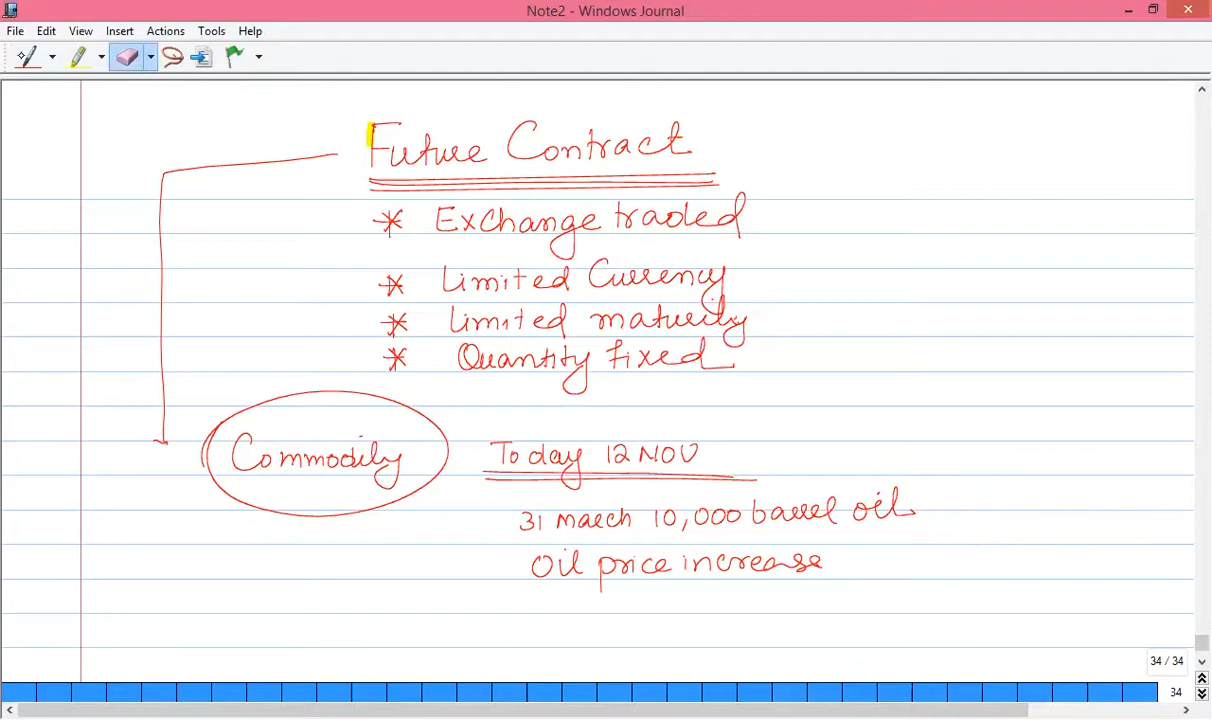 Note2 - Windows Journal
File Edit View Insert Actions Tools Help
Future Contract
* Exchange traded
* Limited Currency
* Limited maturity
* Quantity fixed
Commodity
Today 12 NOV
31 March 10,000 barrel oil
Oil price increase
34 / 34
34